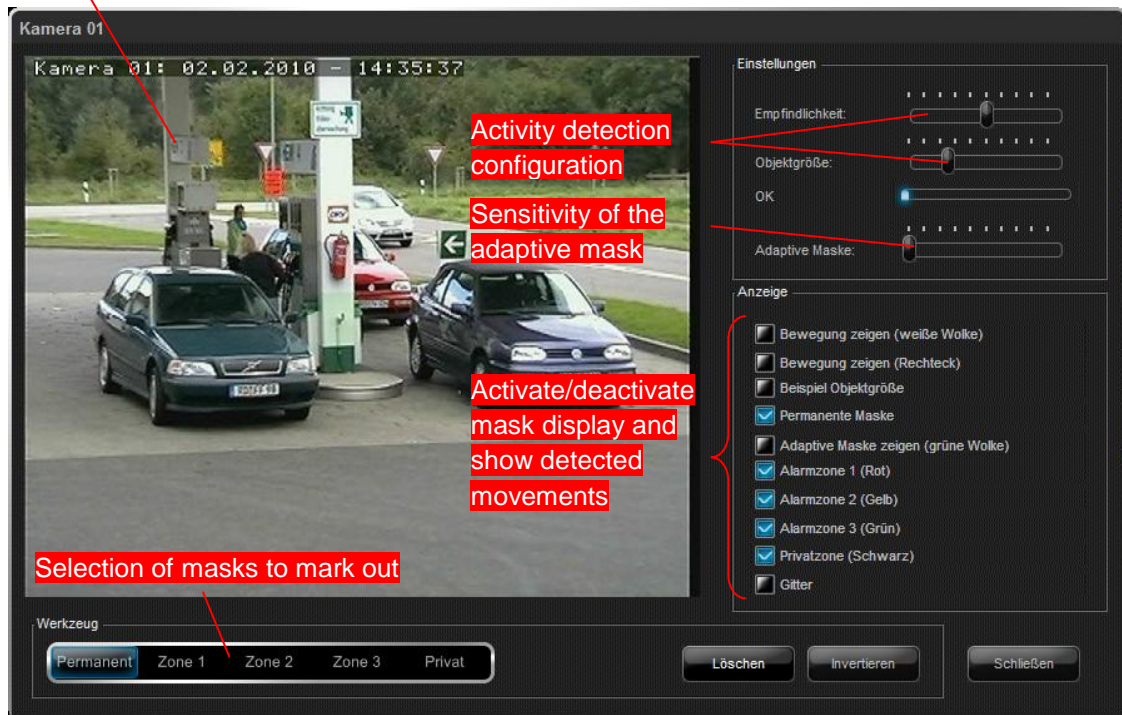 Kamera 01
Kamera 01: 02.02.2010 - 14:35:37
Activity detection
configuration
Sensitivity of the
adaptive mask
Activate/deactivate
mask display and
show detected
movements
Selection of masks to mark out
Einstellungen
Empfindlichkeit:
Objektgröße:
OK
Adaptive Maske:
Anzeige
Bewegung zeigen (weiße Wolke)
Bewegung zeigen (Rechteck)
Beispiel Objektgröße
Permanente Maske
Adaptive Maske zeigen (grüne Wolke)
Alarmzone 1 (Rot)
Alarmzone 2 (Gelb)
Alarmzone 3 (Grün)
Privatzone (Schwarz)
Gitter
Werkzeug
Permanent Zone 1 Zone 2 Zone 3 Privat
Löschen Invertieren Schließen